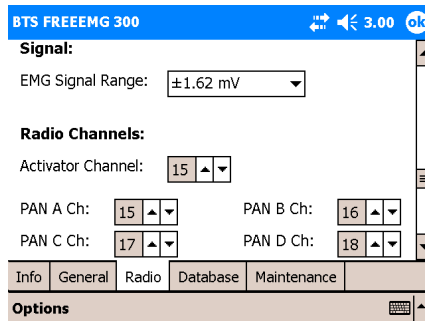 BTS FREEEMG 300 3.00 ok
Signal:
EMG Signal Range: ±1.62 mV
Radio Channels:
Activator Channel: 15
PAN A Ch: 15 PAN B Ch: 16
PAN C Ch: 17 PAN D Ch: 18
Info General Radio Database Maintenance
Options